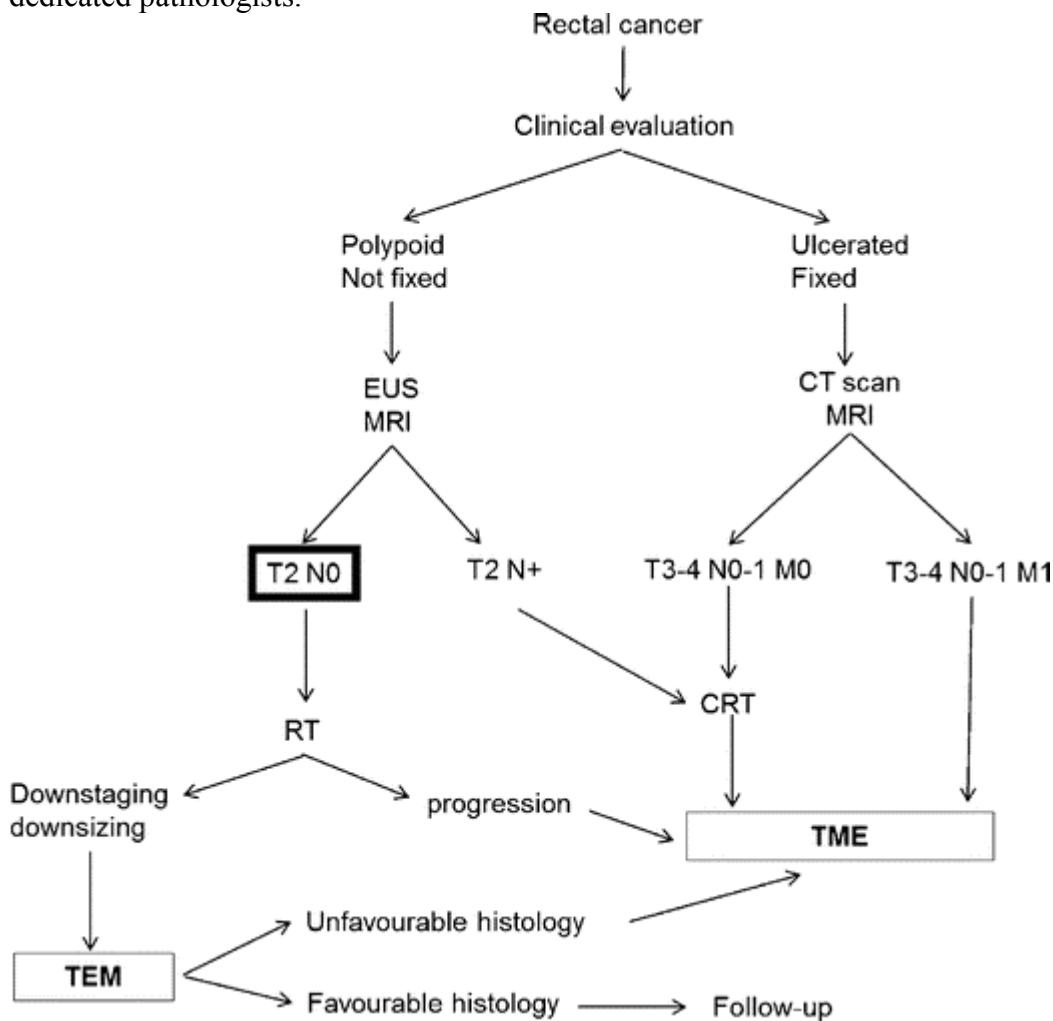 dedicated pathologists.
Rectal cancer
Clinical evaluation
Polypoid
Not fixed
Ulcerated
Fixed
EUS
MRI
CT scan
MRI
T2 N0
T2 N+
T3-4 N0-1 M0
T3-4 N0-1 M1
CRT
RT
Downstaging
downsizing
progression
TME
Unfavourable histology
TEM
Favourable histology
Follow-up